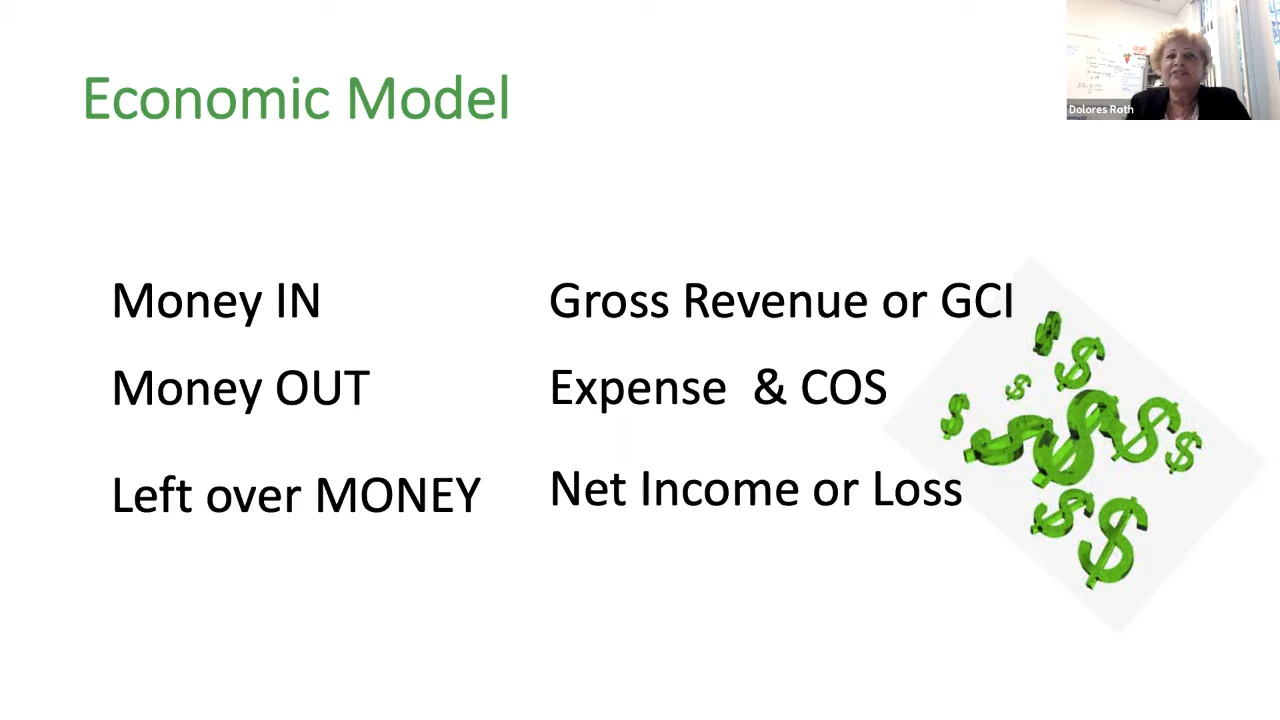 Economic Model
Dolores Roth
Money IN
Gross Revenue or GCI
Money OUT
Expense & COS
Left over MONEY
Net Income or Loss